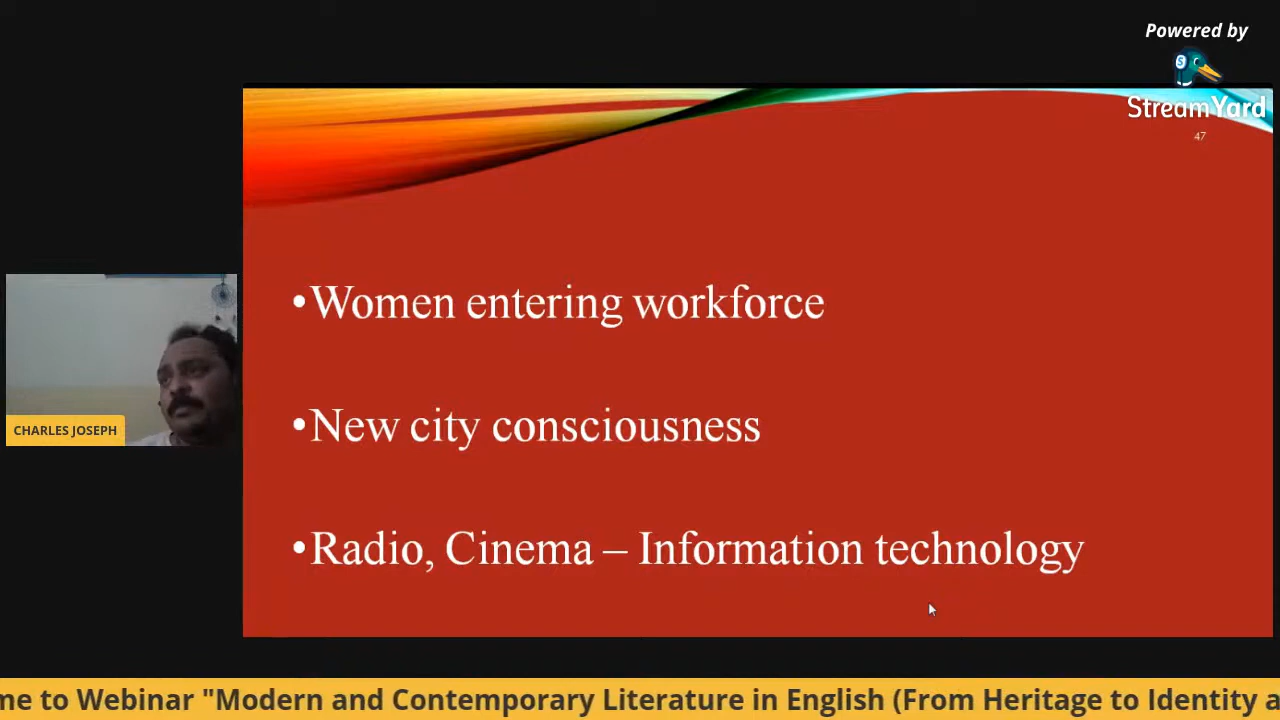 Powered by
StreamYard
47
•Women entering workforce
•New city consciousness
•Radio, Cinema – Information technology
CHARLES JOSEPH
me to Webinar "Modern and Contemporary Literature in English (From Heritage to Identity a